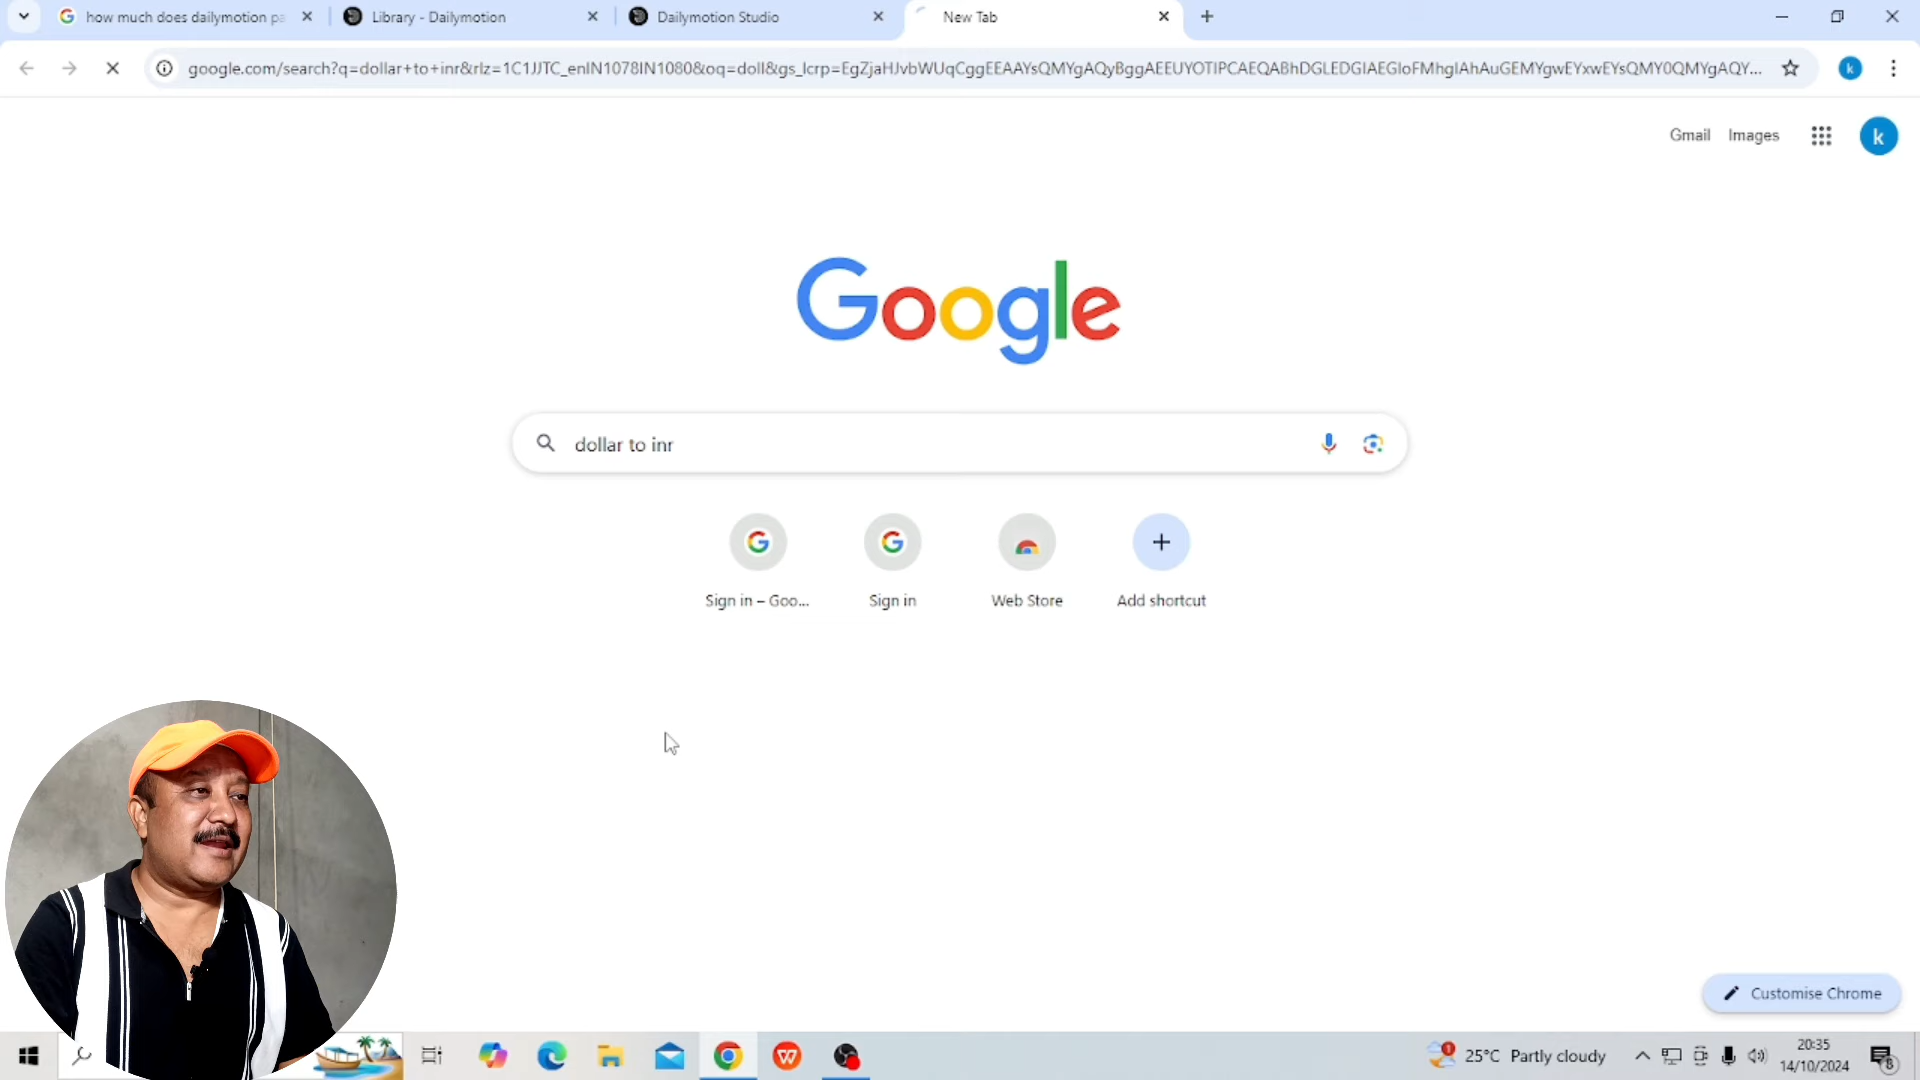 how much does dailymotion pa
Library - Dailymotion
Dailymotion Studio
New Tab
google.com/search?q=dollar+to+inr&rlz=1C1JJTC_enIN1078IN1080&oq=doll&gs_lcrp=EgZjaHJvbWUqCggEEAAYsQMYgAQyBggAEEUYOTIPCAEQABhDGLEDGIAEGIoFMhgIAhAuGEMYgwEYxwEYsQMY0QMYgAQY...
k
Gmail
Images
k
Google
dollar to inr
Sign in – Goo...
Sign in
Web Store
Add shortcut
Customise Chrome
25°C Partly cloudy
20:35
14/10/2024
8